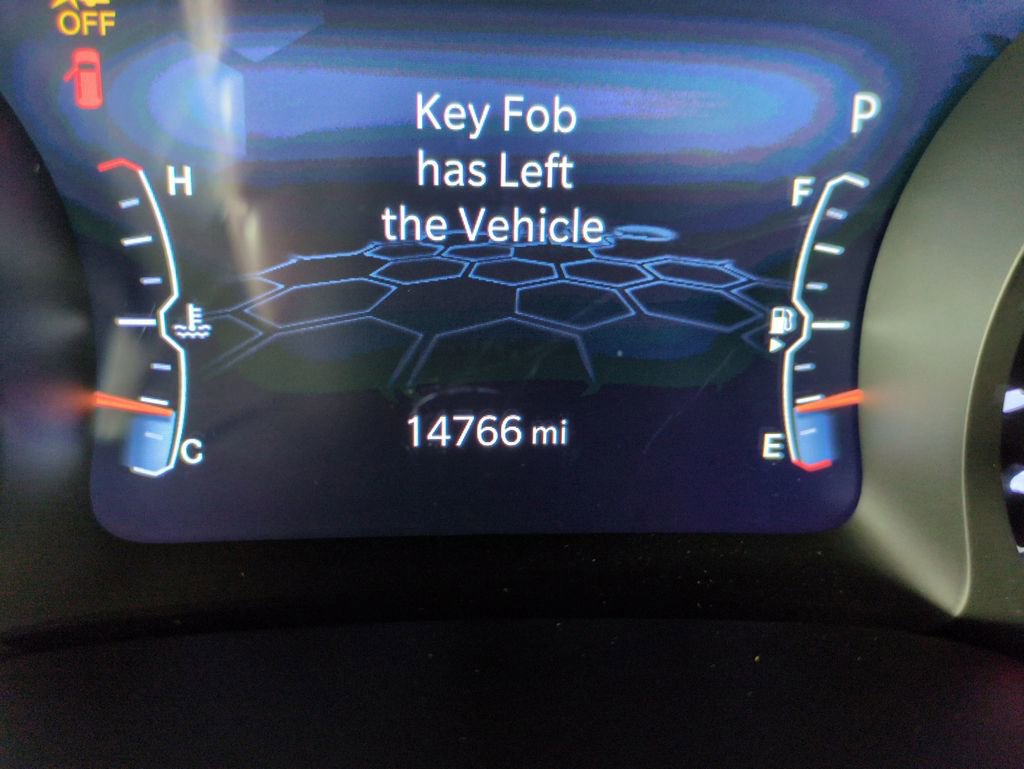 OFF
Key Fob
has Left
the Vehicle
P
H
F
C
E
14766 mi